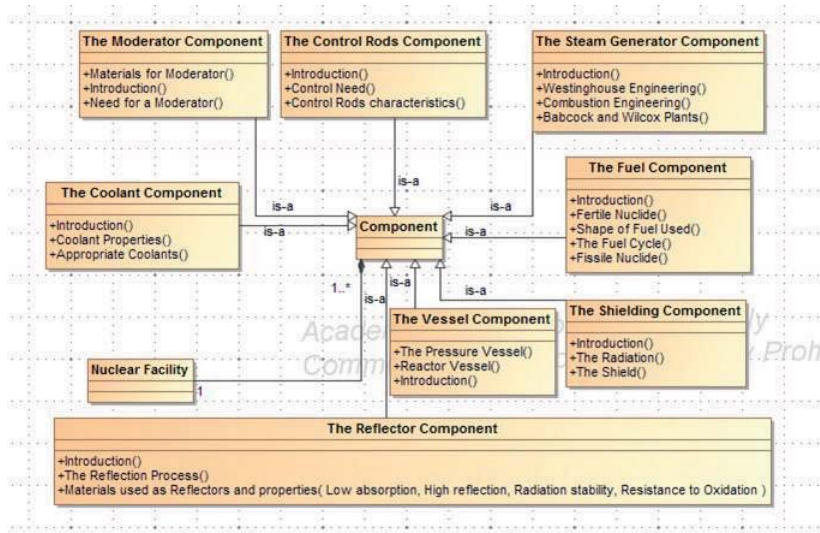 The Moderator Component
+Materials for Moderator()
+Introduction()
+Need for a Moderator()
The Control Rods Component
+Introduction()
+Control Need()
+Control Rods characteristics()
The Steam Generator Component
+Introduction()
+Westinghouse Engineering()
+Combustion Engineering()
+Babcock and Wilcox Plants()
is-a
is-a
is-a
The Coolant Component
+Introduction()
+Coolant Properties()
+Appropriate Coolants()
is-a
Component
The Fuel Component
+Introduction()
+Fertile Nuclide()
+Shape of Fuel Used()
+The Fuel Cycle()
+Fissile Nuclide()
is-a
1..*
is-a
is-a
is-a
The Vessel Component
+The Pressure Vessel()
+Reactor Vessel()
+Introduction()
The Shielding Component
+Introduction()
+The Radiation()
+The Shield()
Nuclear Facility
1
The Reflector Component
+Introduction()
+The Reflection Process()
+Materials used as Reflectors and properties( Low absorption, High reflection, Radiation stability, Resistance to Oxidation )